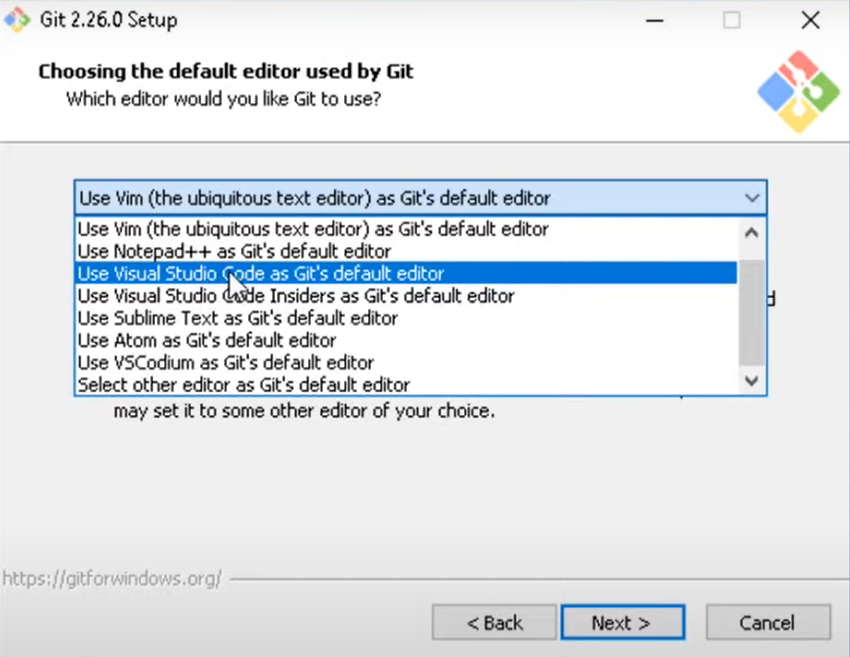 Git 2.26.0 Setup
Choosing the default editor used by Git
Which editor would you like Git to use?
Use Vim (the ubiquitous text editor) as Git's default editor
Use Vim (the ubiquitous text editor) as Git's default editor
Use Notepad++ as Git's default editor
Use Visual Studio Code as Git's default editor
Use Visual Studio Code Insiders as Git's default editor
Use Sublime Text as Git's default editor
Use Atom as Git's default editor
Use VSCodium as Git's default editor
Select other editor as Git's default editor
may set it to some other editor of your choice.
https://gitforwindows.org/
< Back Next > Cancel